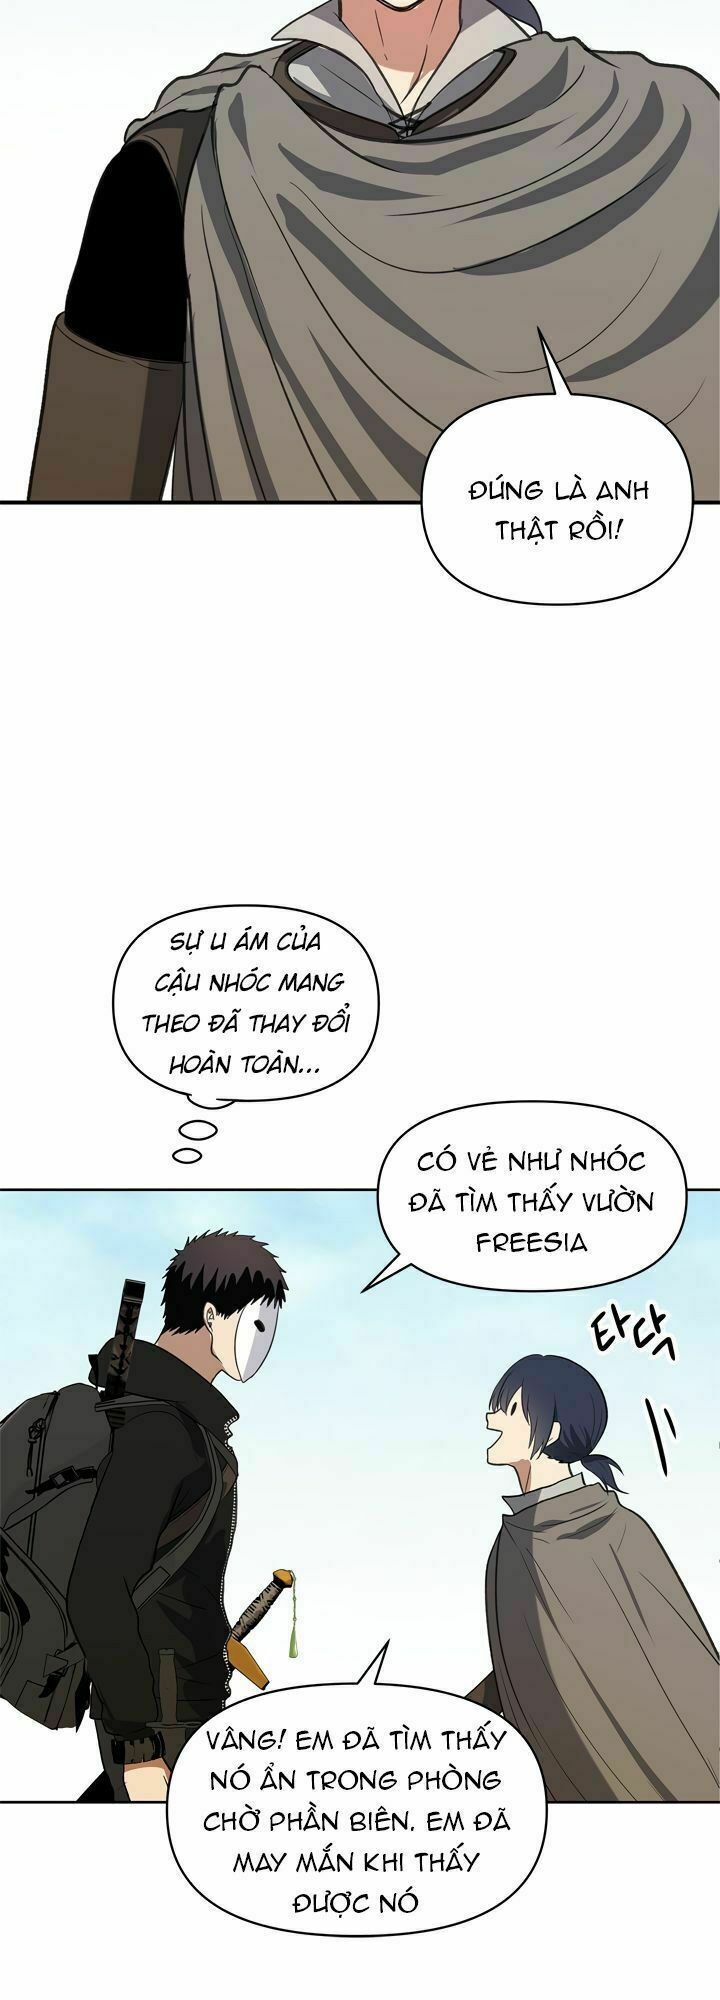 ĐÚNG LÀ ANH
THẬT RỒI!
SỰ U ÁM CỦA
CẬU NHÓC MANG
THEO ĐÃ THAY ĐỔI
HOÀN TOÀN...
CÓ VẺ NHƯ NHÓC
ĐÃ TÌM THẤY VƯỜN
FREESIA
타닥
VÂNG! EM ĐÃ TÌM THẤY
NÓ ẨN TRONG PHÒNG
CHỜ PHẦN BIÊN. EM ĐÃ
MAY MẮN KHI THẤY
ĐƯỢC NÓ